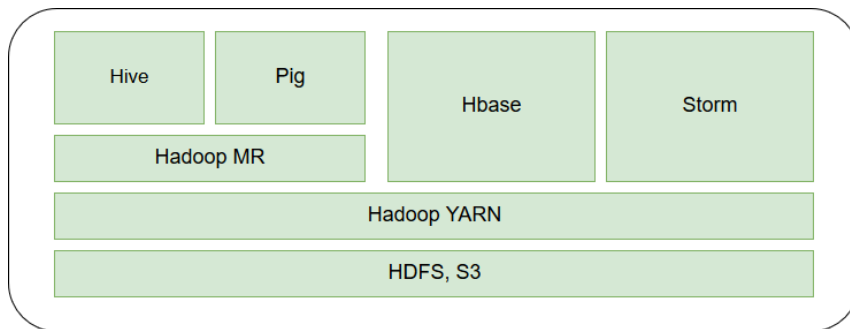 Hive
Pig
Hbase
Storm
Hadoop MR
Hadoop YARN
HDFS, S3